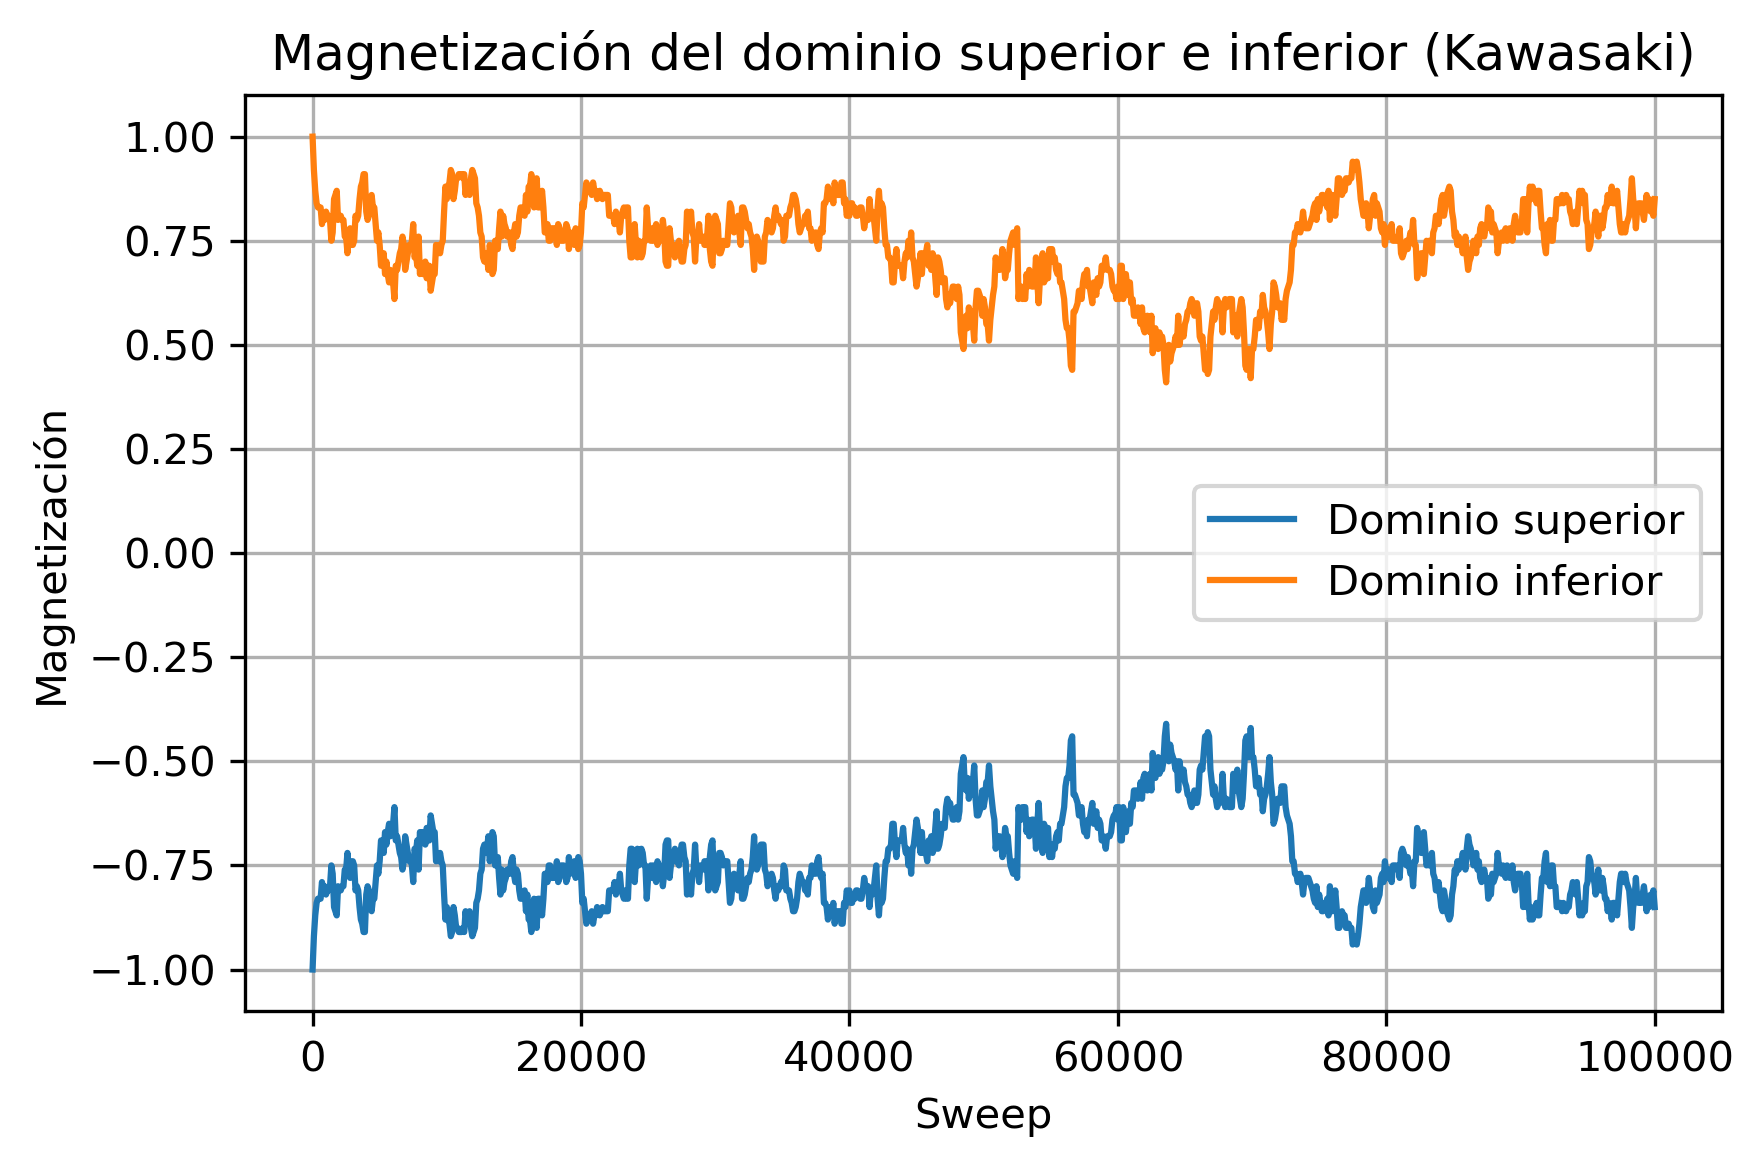 Magnetización del dominio superior e inferior (Kawasaki)
1.00
0.75
0.50
0.25
0.00
−0.25
−0.50
−0.75
−1.00
Magnetización
Dominio superior
Dominio inferior
0 20000 40000 60000 80000 100000
Sweep